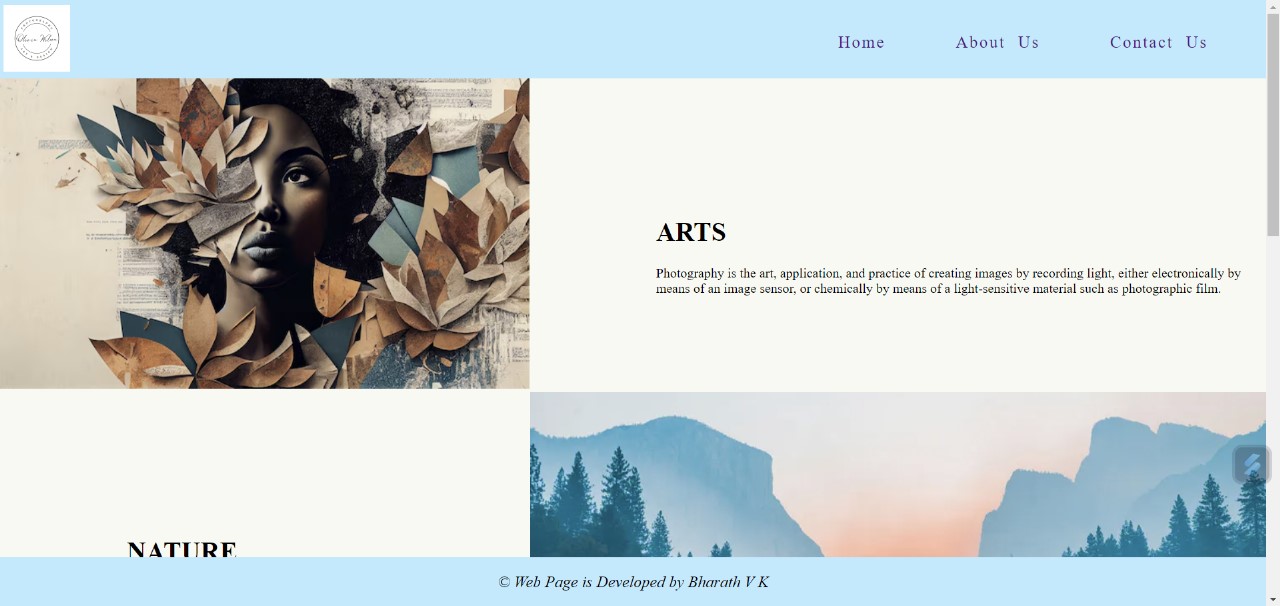 Home About Us Contact Us
ARTS
Photography is the art, application, and practice of creating images by recording light, either electronically by
means of an image sensor, or chemically by means of a light-sensitive material such as photographic film.
NATURE
© Web Page is Developed by Bharath V K